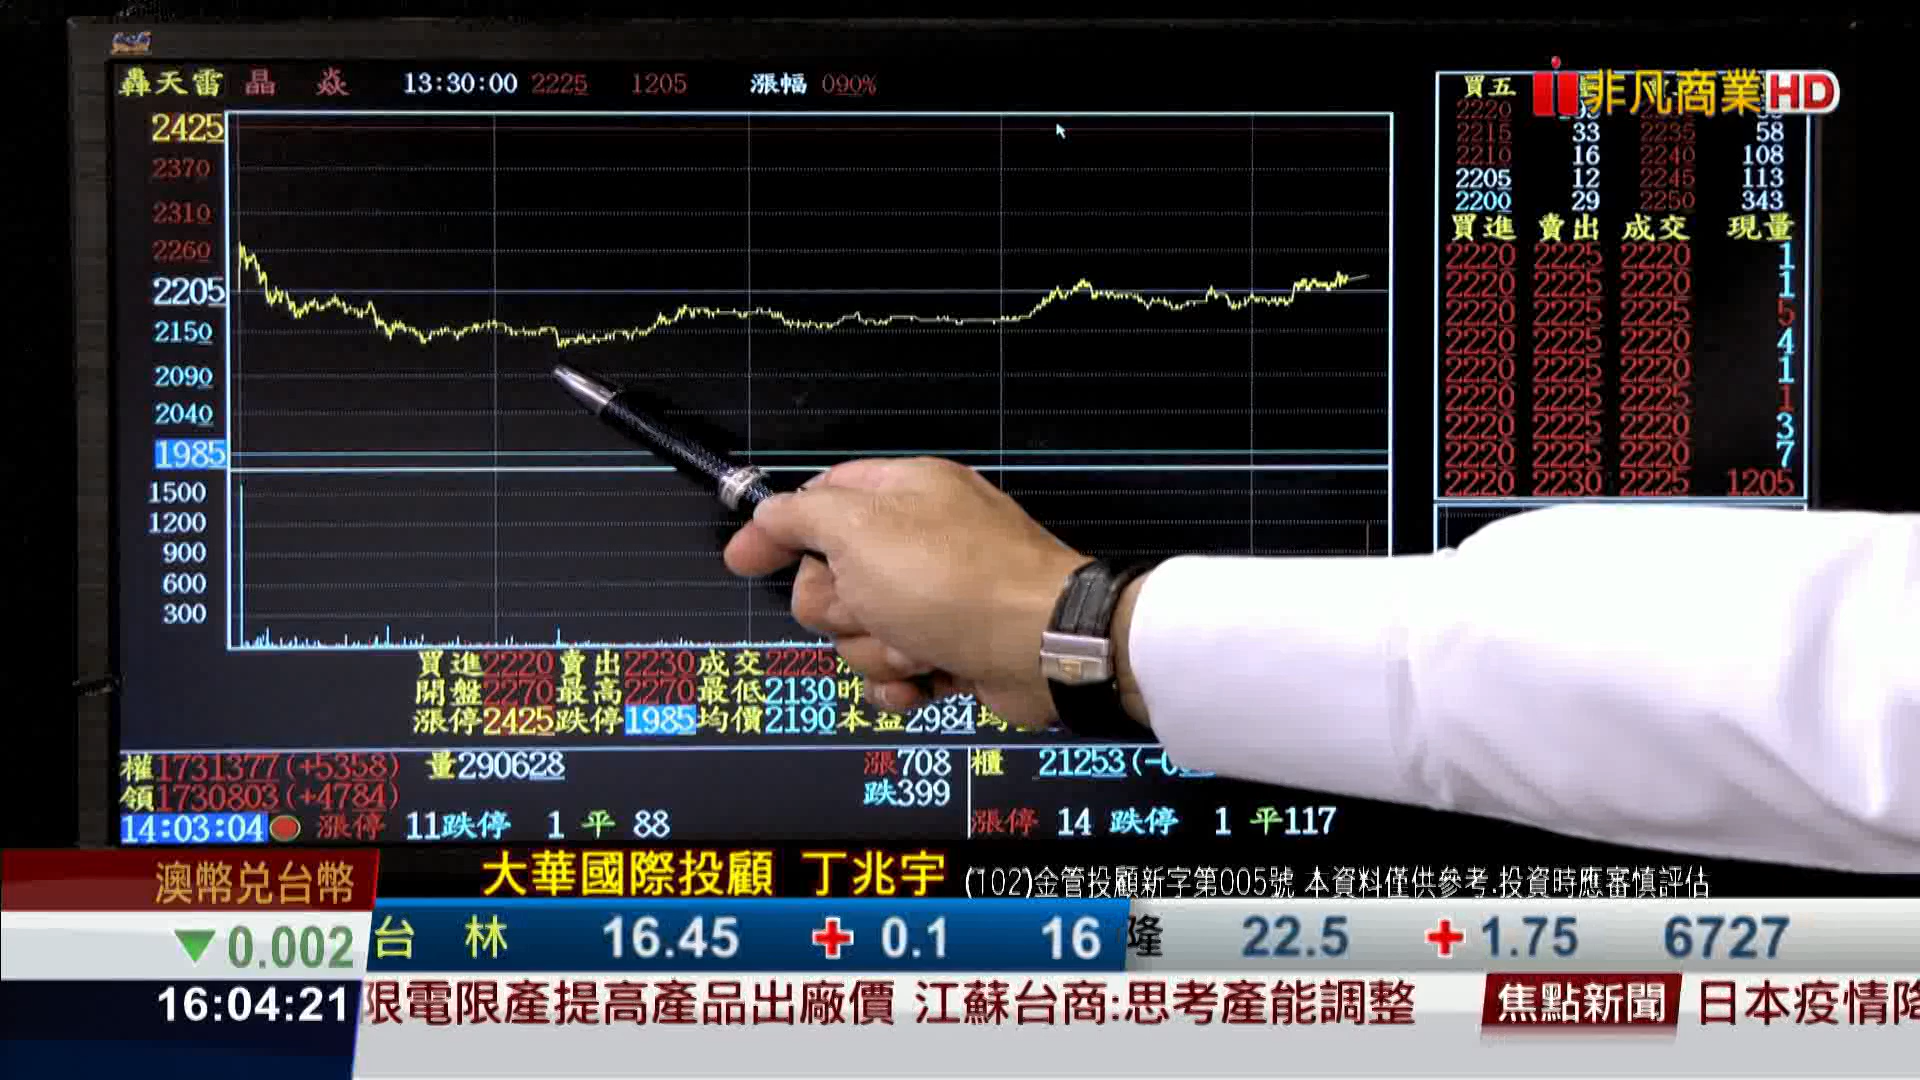 轟天雷 晶 焱 13:30:00 2225 1205 漲幅 090%
非凡商業HD
2425
2370
2310
2260
2205
2150
2090
2040
1985
1500
1200
900
600
300
買五
2220
2215 33 2235 58
2210 16 2240 108
2205 12 2245 113
2200 29 2250 343
買進 賣出 成交 現量
2220 2225 2220 1
2220 2225 2220 1
2220 2225 2220 5
2220 2225 2220 4
2220 2225 2220 1
2220 2225 2220 1
2220 2225 2220 3
2220 2225 2220 7
2220 2230 2225 1205
買進2220賣出2230成交2225
開盤2270最高2270最低2130昨
漲停2425跌停1985均價2190本益2984均
權1731377(+5358) 量290628 漲708 櫃 21253
領1730803(+4784) 跌399
14:03:04 漲停 11跌停 1 平 88 漲停 14 跌停 1 平117
澳幣兌台幣 大華國際投顧 丁兆宇 (102)金管投顧新字第005號 本資料僅供參考.投資時應審慎評估
▼0.002 台 林 16.45 + 0.1 16 隆 22.5 + 1.75 6727
16:04:21 限電限產提高產品出廠價 江蘇台商:思考產能調整 焦點新聞 日本疫情降